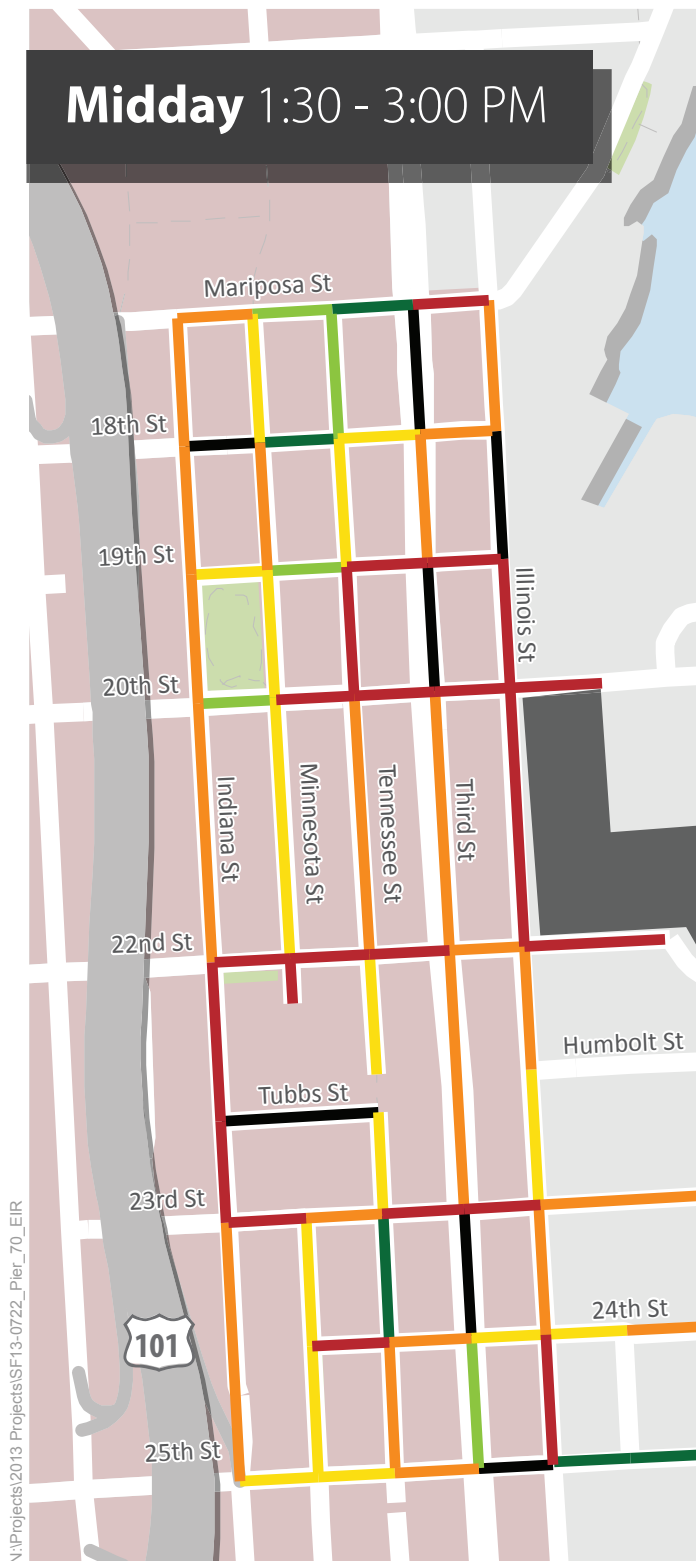 Midday 1:30 - 3:00 PM
Mariposa St
18th St
19th St
Illinois St
20th St
Indiana St
Minnesota St
Tennessee St
Third St
22nd St
Humbolt St
Tubbs St
23rd St
24th St
101
25th St
N:\Projects\2013 Projects\SF13-0722_Pier_70_EIR